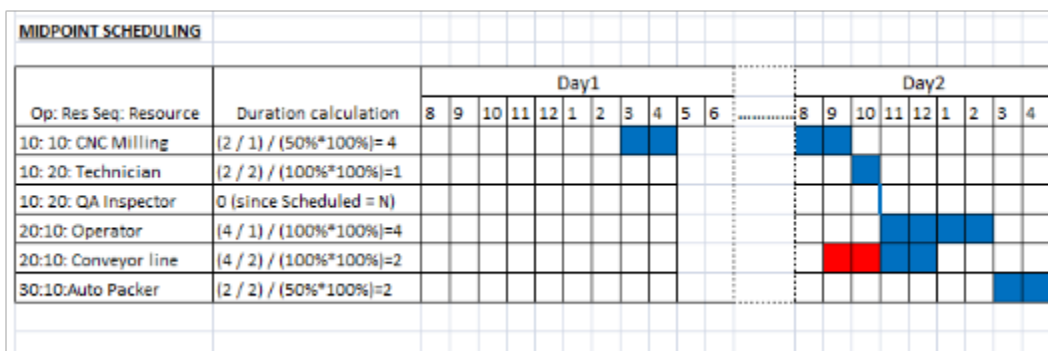 MIDPOINT SCHEDULING
Day1 Day2
Op: Res Seq: Resource Duration calculation 8 9 10 11 12 1 2 3 4 5 6 ............. 8 9 10 11 12 1 2 3 4
10: 10: CNC Milling (2 / 1) / (50%*100%)= 4
10: 20: Technician (2 / 2) / (100%*100%)=1
10: 20: QA Inspector 0 (since Scheduled = N)
20:10: Operator (4 / 1) / (100%*100%)=4
20:10: Conveyor line (4 / 2) / (100%*100%)=2
30:10:Auto Packer (2 / 2) / (50%*100%)=2